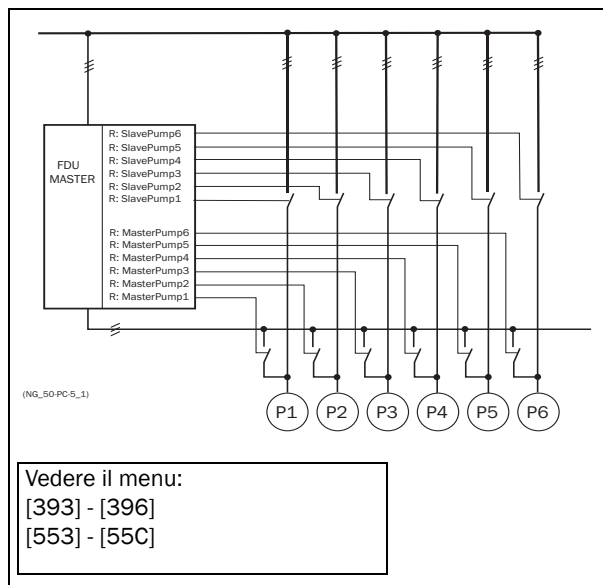 R: SlavePump6
R: SlavePump5
R: SlavePump4
R: SlavePump3
R: SlavePump2
R: SlavePump1
FDU
MASTER
R: MasterPump6
R: MasterPump5
R: MasterPump4
R: MasterPump3
R: MasterPump2
R: MasterPump1
(NG_50-PC-5_1)
P1 P2 P3 P4 P5 P6
Vedere il menu:
[393] - [396]
[553] - [55C]